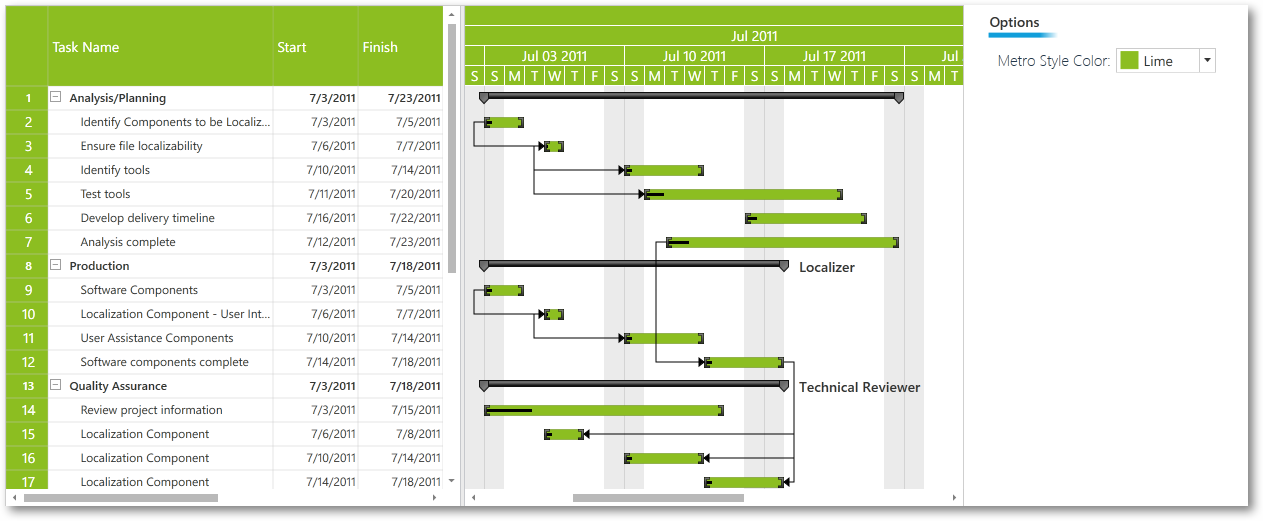 Task Name Start Finish
Jul 2011
Jul 03 2011 Jul 10 2011 Jul 17 2011 Jul
S S M T W T F S S M T W T F S S M T W T F S S M T
1 Analysis/Planning 7/3/2011 7/23/2011
2 Identify Components to be Localiz... 7/3/2011 7/5/2011
3 Ensure file localizability 7/6/2011 7/7/2011
4 Identify tools 7/10/2011 7/14/2011
5 Test tools 7/11/2011 7/20/2011
6 Develop delivery timeline 7/16/2011 7/22/2011
7 Analysis complete 7/12/2011 7/23/2011
8 Production 7/3/2011 7/18/2011 Localizer
9 Software Components 7/3/2011 7/5/2011
10 Localization Component - User Int... 7/6/2011 7/7/2011
11 User Assistance Components 7/10/2011 7/14/2011
12 Software components complete 7/14/2011 7/18/2011
13 Quality Assurance 7/3/2011 7/18/2011 Technical Reviewer
14 Review project information 7/3/2011 7/15/2011
15 Localization Component 7/6/2011 7/8/2011
16 Localization Component 7/10/2011 7/14/2011
17 Localization Component 7/14/2011 7/18/2011
Options
Metro Style Color: Lime